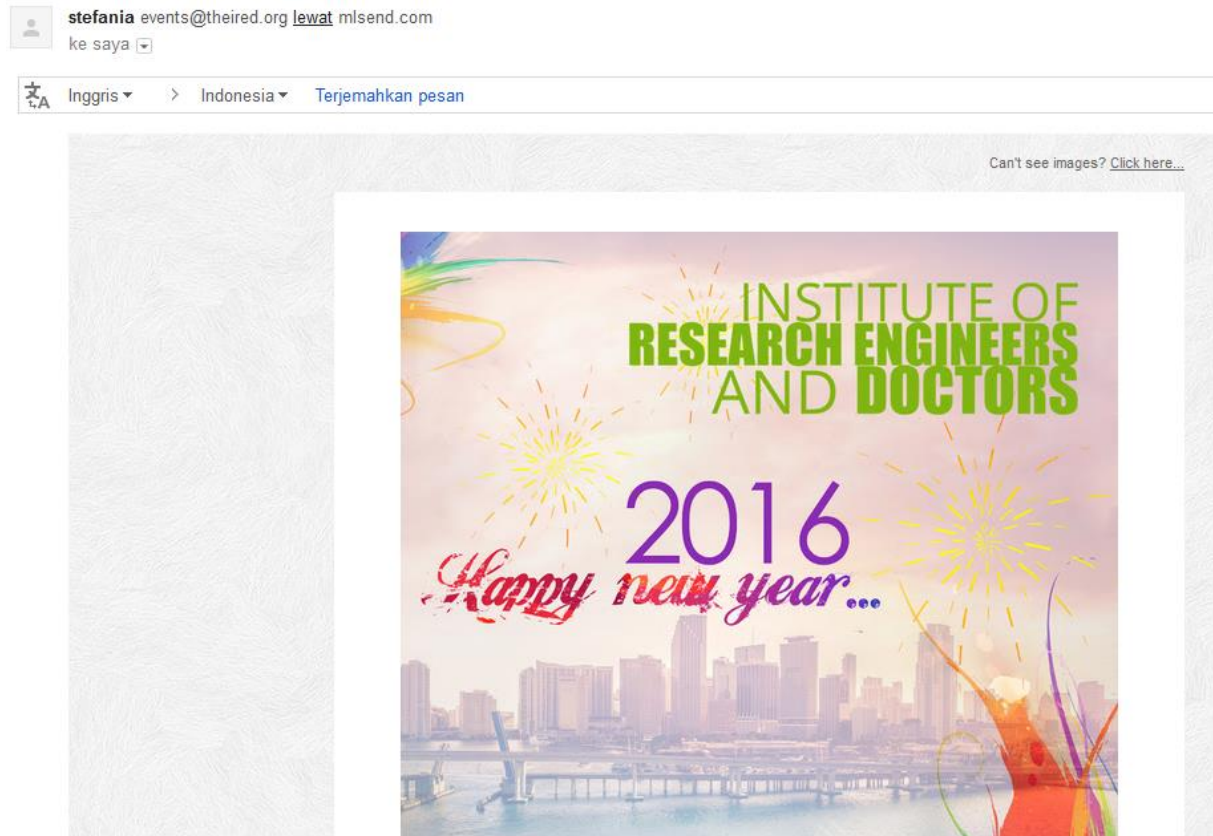 stefania events@theired.org lewat mlsend.com
ke saya
Inggris > Indonesia Terjemahkan pesan
Can't see images? Click here...
INSTITUTE OF
RESEARCH ENGINEERS
AND DOCTORS
2016
Happy new year...